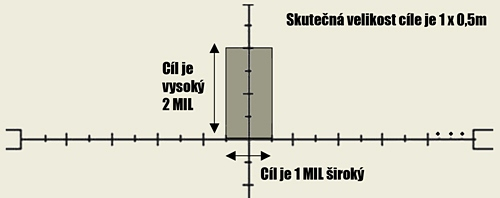 Skutečná velikost cíle je 1 x 0,5m
Cíl je
vysoký
2 MIL
Cíl je 1 MIL široký